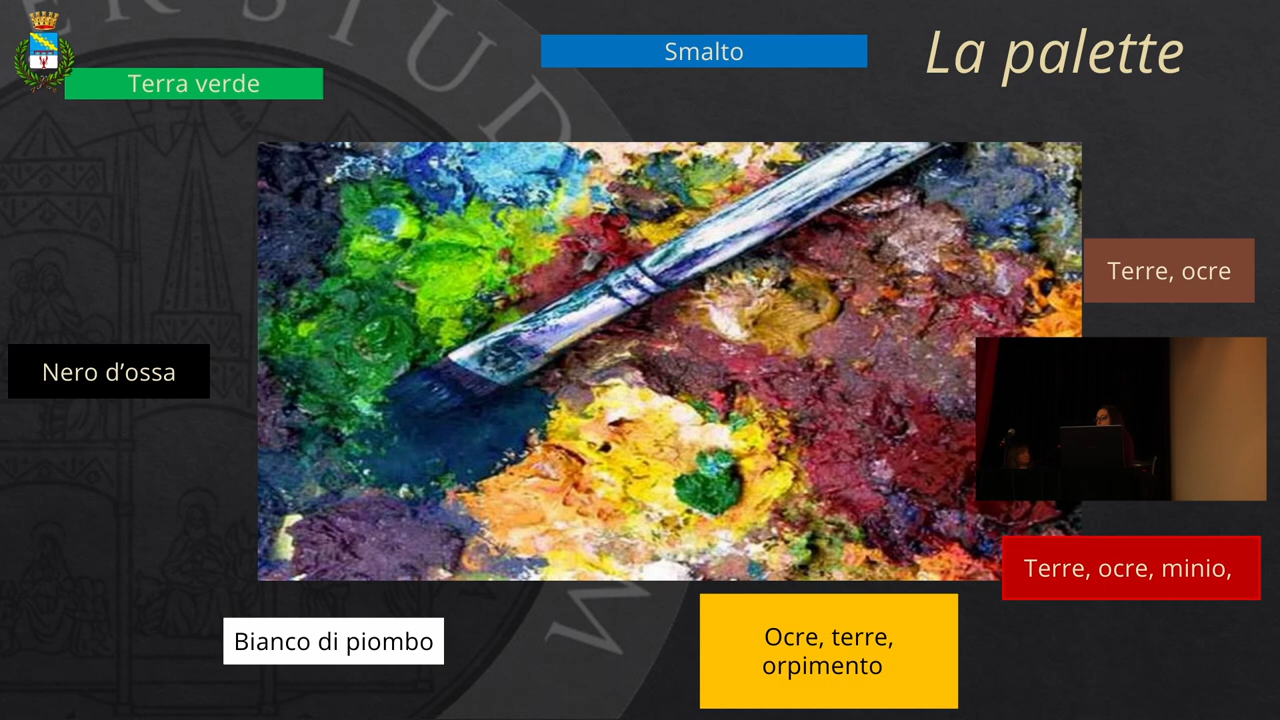 La palette
Smalto
Terra verde
Terre, ocre
Nero d’ossa
Terre, ocre, minio,
Bianco di piombo
Ocre, terre,
orpimento